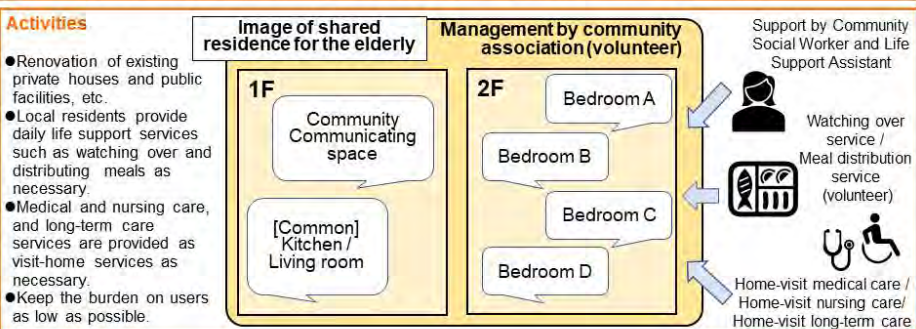 Activities
●Renovation of existing
private houses and public
facilities, etc.
●Local residents provide
daily life support services
such as watching over and
distributing meals as
necessary.
●Medical and nursing care,
and long-term care
services are provided as
visit-home services as
necessary.
●Keep the burden on users
as low as possible.
Image of shared
residence for the elderly
Management by community
association (volunteer)
1F
Community
Communicating
space
[Common]
Kitchen /
Living room
2F
Bedroom A
Bedroom B
Bedroom C
Bedroom D
Support by Community
Social Worker and Life
Support Assistant
Watching over
service /
Meal distribution
service
(volunteer)
Home-visit medical care /
Home-visit nursing care/
Home-visit long-term care